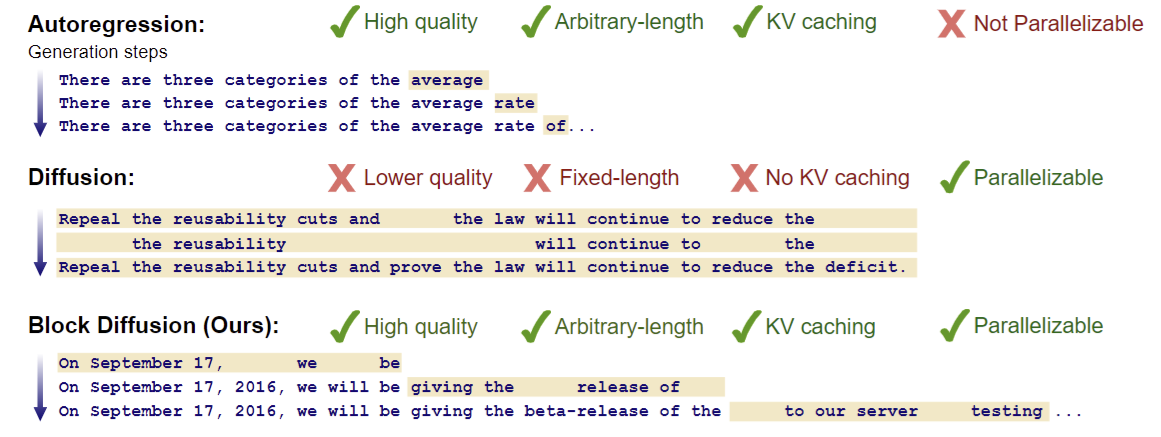 Autoregression: High quality Arbitrary-length KV caching Not Parallelizable
Generation steps
There are three categories of the average
There are three categories of the average rate
There are three categories of the average rate of...
Diffusion: Lower quality Fixed-length No KV caching Parallelizable
Repeal the reusability cuts and the law will continue to reduce the
the reusability will continue to the
Repeal the reusability cuts and prove the law will continue to reduce the deficit.
Block Diffusion (Ours): High quality Arbitrary-length KV caching Parallelizable
On September 17, we be
On September 17, 2016, we will be giving the release of
On September 17, 2016, we will be giving the beta-release of the to our server testing ...